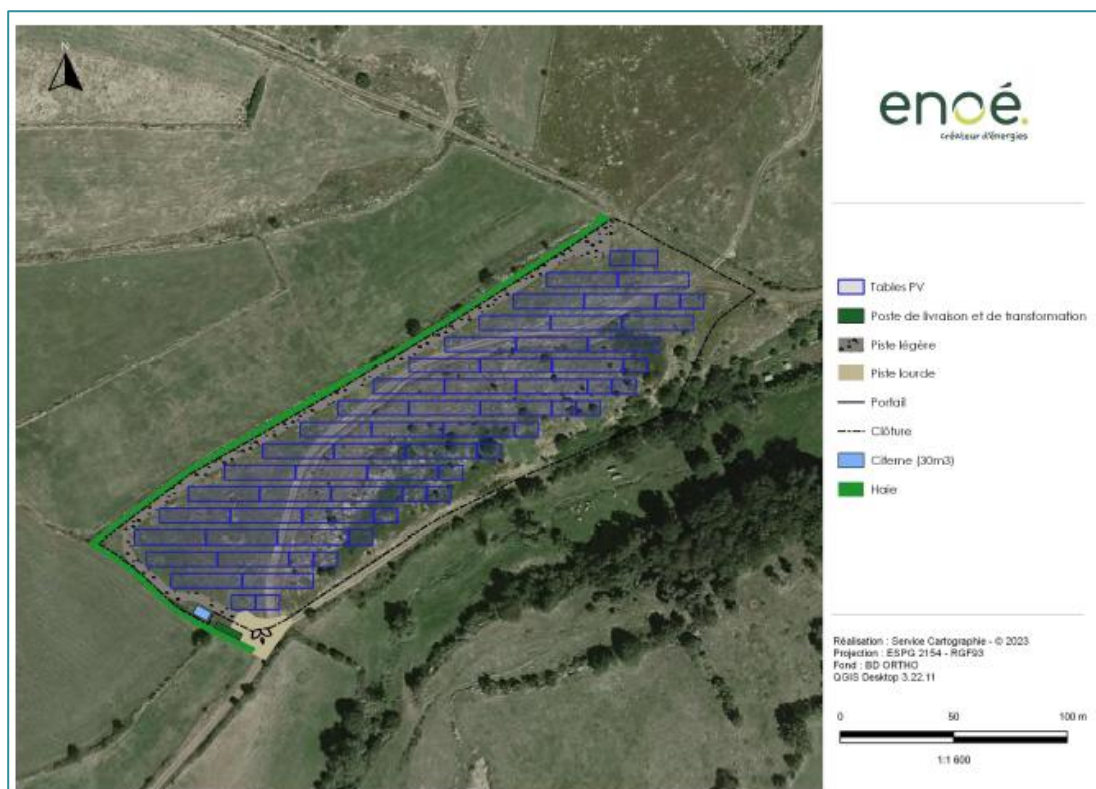 N
enoé.
créateur d'énergies
Tables PV
Poste de livraison et de transformation
Piste légère
Piste lourde
Portail
Clôture
Citerne (30m3)
Haie
Réalisation : Service Cartographie - © 2023
Projection : ESPG 2154 - RGF93
Fond : BD ORTHO
QGIS Desktop 3.22.11
0 50 100 m
1:1 600